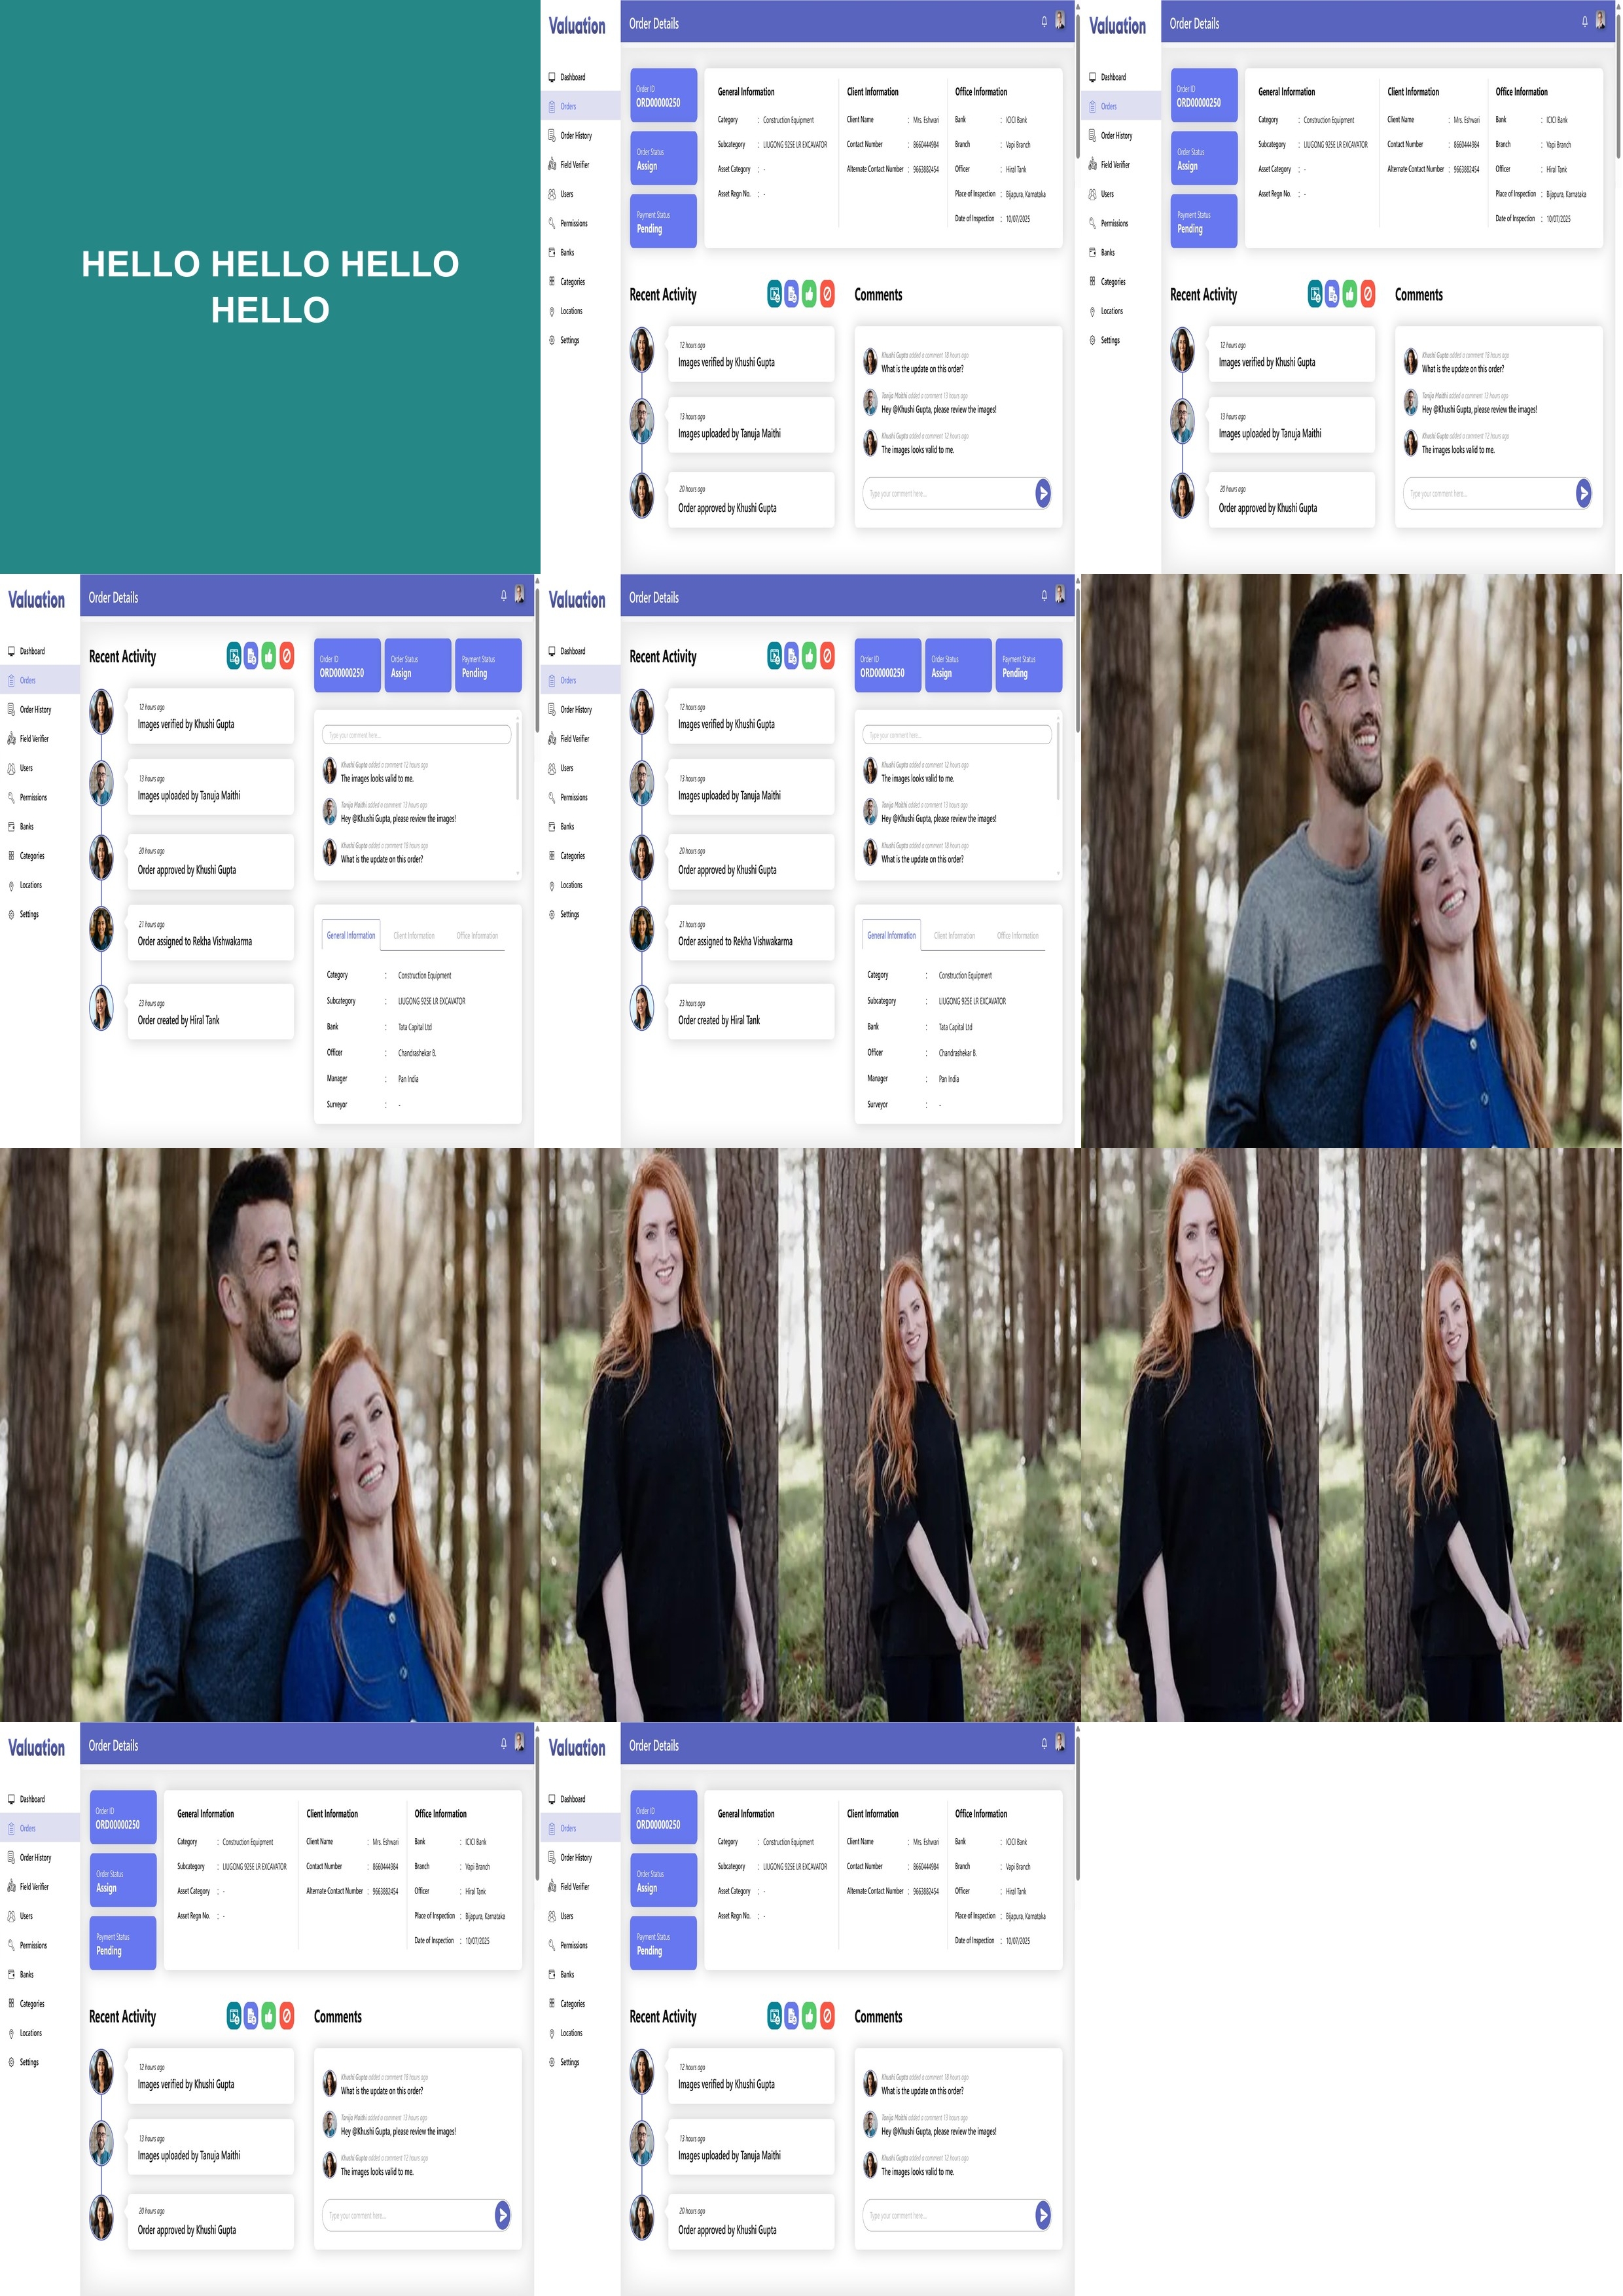 HELLO HELLO HELLO
HELLO
Valuation
Order Details
Dashboard
Orders
Order History
Field Verifier
Users
Permissions
Banks
Categories
Locations
Settings
Order ID
ORD00000250
Order Status
Assign
Payment Status
Pending
General Information
Category : Construction Equipment
Subcategory : LIUGONG 925E LR EXCAVATOR
Asset Category : -
Asset Regn No. : -
Client Information
Client Name : Mrs. Eshwari
Contact Number : 8660444984
Alternate Contact Number : 9663882454
Office Information
Bank : ICICI Bank
Branch : Vapi Branch
Officer : Hiral Tank
Place of Inspection : Bijapura, Karnataka
Date of Inspection : 10/07/2025
Recent Activity
12 hours ago
Images verified by Khushi Gupta
13 hours ago
Images uploaded by Tanuja Maithi
20 hours ago
Order approved by Khushi Gupta
Comments
Khushi Gupta added a comment 18 hours ago
What is the update on this order?
Tanija Maithi added a comment 13 hours ago
Hey @Khushi Gupta, please review the images!
Khushi Gupta added a comment 12 hours ago
The images looks valid to me.
Type your comment here...
Valuation
Order Details
Dashboard
Orders
Order History
Field Verifier
Users
Permissions
Banks
Categories
Locations
Settings
Order ID
ORD00000250
Order Status
Assign
Payment Status
Pending
General Information
Category : Construction Equipment
Subcategory : LIUGONG 925E LR EXCAVATOR
Asset Category : -
Asset Regn No. : -
Client Information
Client Name : Mrs. Eshwari
Contact Number : 8660444984
Alternate Contact Number : 9663882454
Office Information
Bank : ICICI Bank
Branch : Vapi Branch
Officer : Hiral Tank
Place of Inspection : Bijapura, Karnataka
Date of Inspection : 10/07/2025
Recent Activity
12 hours ago
Images verified by Khushi Gupta
13 hours ago
Images uploaded by Tanuja Maithi
20 hours ago
Order approved by Khushi Gupta
Comments
Khushi Gupta added a comment 18 hours ago
What is the update on this order?
Tanija Maithi added a comment 13 hours ago
Hey @Khushi Gupta, please review the images!
Khushi Gupta added a comment 12 hours ago
The images looks valid to me.
Type your comment here...
Valuation
Order Details
Dashboard
Orders
Order History
Field Verifier
Users
Permissions
Banks
Categories
Locations
Settings
Recent Activity
12 hours ago
Images verified by Khushi Gupta
13 hours ago
Images uploaded by Tanuja Maithi
20 hours ago
Order approved by Khushi Gupta
21 hours ago
Order assigned to Rekha Vishwakarma
23 hours ago
Order created by Hiral Tank
Order ID
ORD00000250
Order Status
Assign
Payment Status
Pending
Type your comment here...
Khushi Gupta added a comment 12 hours ago
The images looks valid to me.
Tanija Maithi added a comment 13 hours ago
Hey @Khushi Gupta, please review the images!
Khushi Gupta added a comment 18 hours ago
What is the update on this order?
General Information Client Information Office Information
Category : Construction Equipment
Subcategory : LIUGONG 925E LR EXCAVATOR
Bank : Tata Capital Ltd
Officer : Chandrashekar B.
Manager : Pan India
Surveyor : -
Valuation
Order Details
Dashboard
Orders
Order History
Field Verifier
Users
Permissions
Banks
Categories
Locations
Settings
Recent Activity
12 hours ago
Images verified by Khushi Gupta
13 hours ago
Images uploaded by Tanuja Maithi
20 hours ago
Order approved by Khushi Gupta
21 hours ago
Order assigned to Rekha Vishwakarma
23 hours ago
Order created by Hiral Tank
Order ID
ORD00000250
Order Status
Assign
Payment Status
Pending
Type your comment here...
Khushi Gupta added a comment 12 hours ago
The images looks valid to me.
Tanija Maithi added a comment 13 hours ago
Hey @Khushi Gupta, please review the images!
Khushi Gupta added a comment 18 hours ago
What is the update on this order?
General Information Client Information Office Information
Category : Construction Equipment
Subcategory : LIUGONG 925E LR EXCAVATOR
Bank : Tata Capital Ltd
Officer : Chandrashekar B.
Manager : Pan India
Surveyor : -
Valuation
Order Details
Dashboard
Orders
Order History
Field Verifier
Users
Permissions
Banks
Categories
Locations
Settings
Order ID
ORD00000250
Order Status
Assign
Payment Status
Pending
General Information
Category : Construction Equipment
Subcategory : LIUGONG 925E LR EXCAVATOR
Asset Category : -
Asset Regn No. : -
Client Information
Client Name : Mrs. Eshwari
Contact Number : 8660444984
Alternate Contact Number : 9663882454
Office Information
Bank : ICICI Bank
Branch : Vapi Branch
Officer : Hiral Tank
Place of Inspection : Bijapura, Karnataka
Date of Inspection : 10/07/2025
Recent Activity
12 hours ago
Images verified by Khushi Gupta
13 hours ago
Images uploaded by Tanuja Maithi
20 hours ago
Order approved by Khushi Gupta
Comments
Khushi Gupta added a comment 18 hours ago
What is the update on this order?
Tanija Maithi added a comment 13 hours ago
Hey @Khushi Gupta, please review the images!
Khushi Gupta added a comment 12 hours ago
The images looks valid to me.
Type your comment here...
Valuation
Order Details
Dashboard
Orders
Order History
Field Verifier
Users
Permissions
Banks
Categories
Locations
Settings
Order ID
ORD00000250
Order Status
Assign
Payment Status
Pending
General Information
Category : Construction Equipment
Subcategory : LIUGONG 925E LR EXCAVATOR
Asset Category : -
Asset Regn No. : -
Client Information
Client Name : Mrs. Eshwari
Contact Number : 8660444984
Alternate Contact Number : 9663882454
Office Information
Bank : ICICI Bank
Branch : Vapi Branch
Officer : Hiral Tank
Place of Inspection : Bijapura, Karnataka
Date of Inspection : 10/07/2025
Recent Activity
12 hours ago
Images verified by Khushi Gupta
13 hours ago
Images uploaded by Tanuja Maithi
20 hours ago
Order approved by Khushi Gupta
Comments
Khushi Gupta added a comment 18 hours ago
What is the update on this order?
Tanija Maithi added a comment 13 hours ago
Hey @Khushi Gupta, please review the images!
Khushi Gupta added a comment 12 hours ago
The images looks valid to me.
Type your comment here...